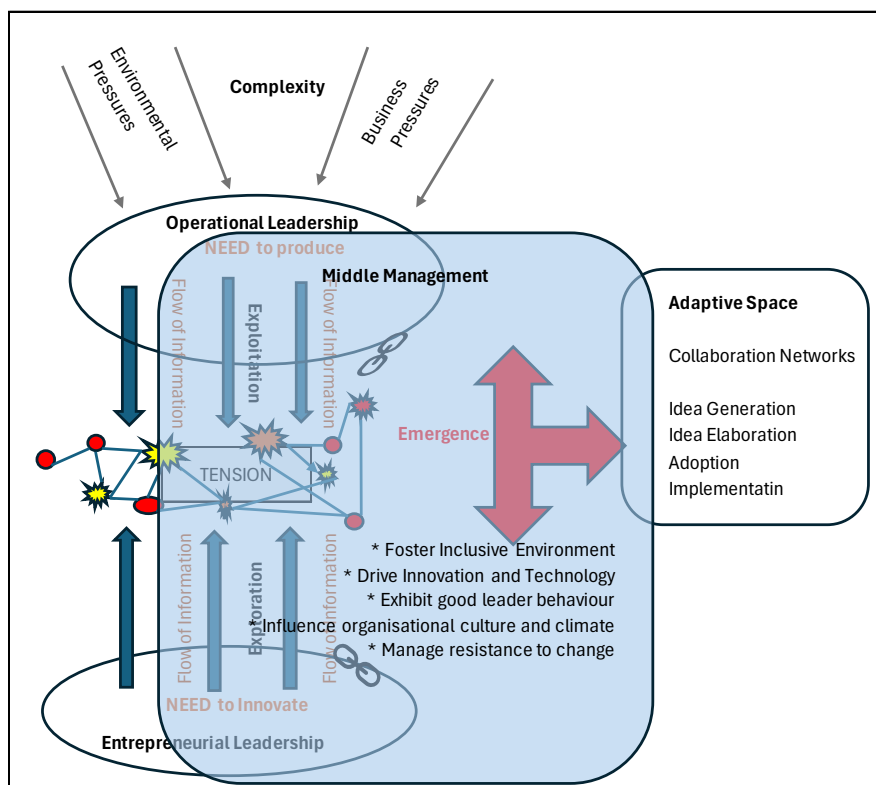 Environmental
Pressures
Complexity
Business
Pressures
Operational Leadership
NEED to produce
Middle Management
Flow of Information
Exploitation
Flow of Information
Adaptive Space
Collaboration Networks
Idea Generation
Idea Elaboration
Adoption
Implementatin
Emergence
TENSION
* Foster Inclusive Environment
* Drive Innovation and Technology
* Exhibit good leader behaviour
* Influence organisational culture and climate
* Manage resistance to change
Flow of Information
Exploration
Flow of Information
NEED to Innovate
Entrepreneurial Leadership